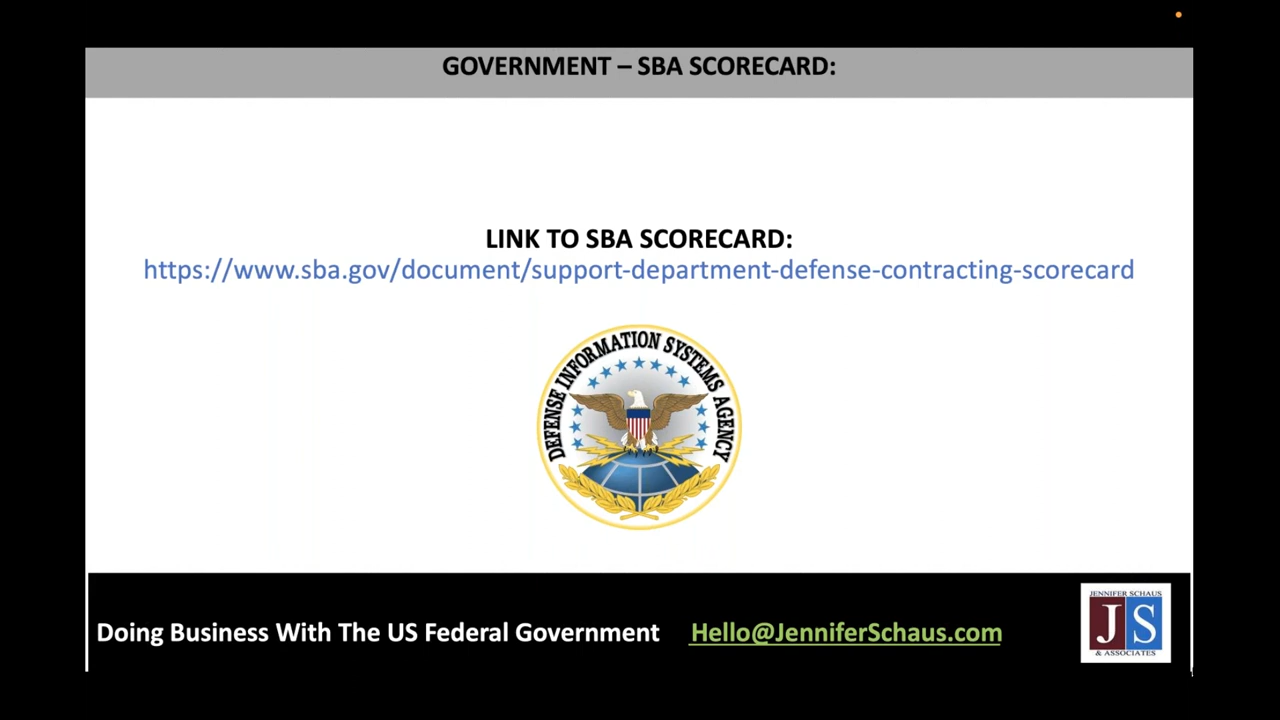 GOVERNMENT – SBA SCORECARD:
LINK TO SBA SCORECARD:
https://www.sba.gov/document/support-department-defense-contracting-scorecard
DEFENSE INFORMATION SYSTEMS AGENCY
Doing Business With The US Federal Government Hello@JenniferSchaus.com
JENNIFER SCHAUS
JS
& ASSOCIATES